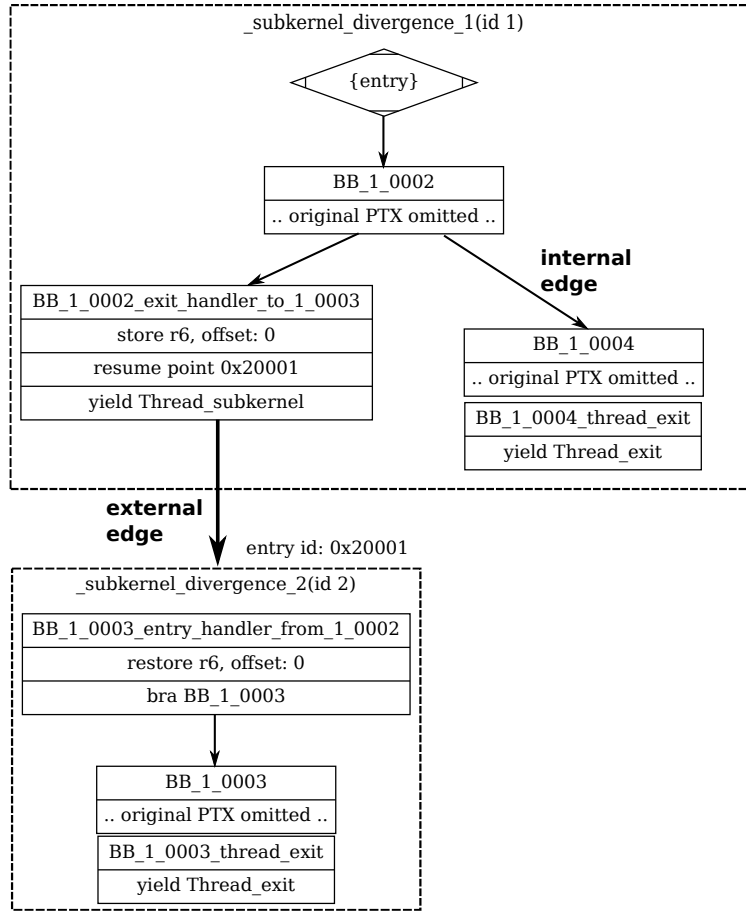 _subkernel_divergence_1(id 1)
{entry}
BB_1_0002
.. original PTX omitted ..
internal
edge
BB_1_0002_exit_handler_to_1_0003
store r6, offset: 0
resume point 0x20001
yield Thread_subkernel
BB_1_0004
.. original PTX omitted ..
BB_1_0004_thread_exit
yield Thread_exit
external
edge
entry id: 0x20001
_subkernel_divergence_2(id 2)
BB_1_0003_entry_handler_from_1_0002
restore r6, offset: 0
bra BB_1_0003
BB_1_0003
.. original PTX omitted ..
BB_1_0003_thread_exit
yield Thread_exit